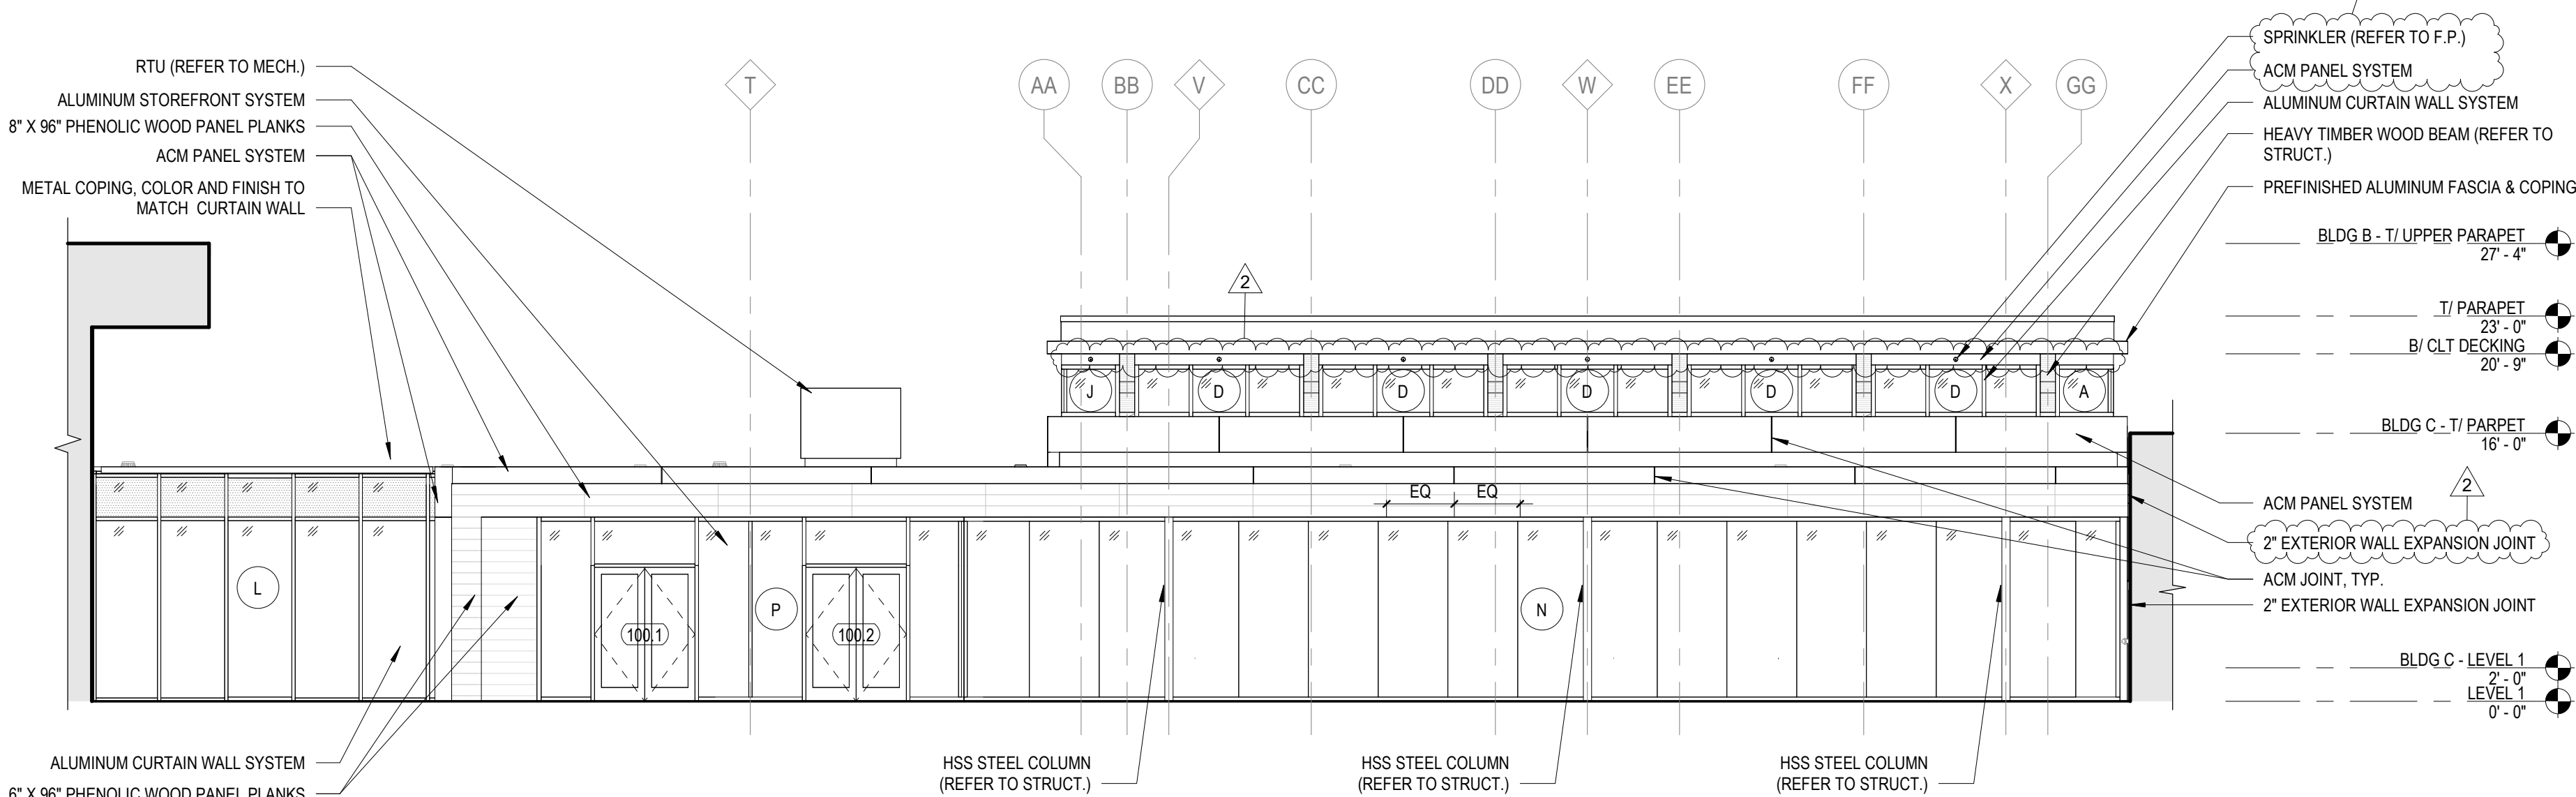 RTU (REFER TO MECH.)
ALUMINUM STOREFRONT SYSTEM
8" X 96" PHENOLIC WOOD PANEL PLANKS
ACM PANEL SYSTEM
METAL COPING, COLOR AND FINISH TO
MATCH CURTAIN WALL
T
AA
BB
V
CC
DD
W
EE
FF
X
GG
SPRINKLER (REFER TO F.P.)
ACM PANEL SYSTEM
ALUMINUM CURTAIN WALL SYSTEM
HEAVY TIMBER WOOD BEAM (REFER TO
STRUCT.)
PREFINISHED ALUMINUM FASCIA & COPING
BLDG B - T/ UPPER PARAPET
27' - 4"
T/ PARAPET
23' - 0"
B/ CLT DECKING
20' - 9"
BLDG C - T/ PARPET
16' - 0"
2
J
D
D
D
D
D
A
EQ
EQ
L
P
N
100.1
100.2
ACM PANEL SYSTEM
2
2" EXTERIOR WALL EXPANSION JOINT
ACM JOINT, TYP.
2" EXTERIOR WALL EXPANSION JOINT
BLDG C - LEVEL 1
2' - 0"
LEVEL 1
0' - 0"
ALUMINUM CURTAIN WALL SYSTEM
6" X 96" PHENOLIC WOOD PANEL PLANKS
HSS STEEL COLUMN
(REFER TO STRUCT.)
HSS STEEL COLUMN
(REFER TO STRUCT.)
HSS STEEL COLUMN
(REFER TO STRUCT.)